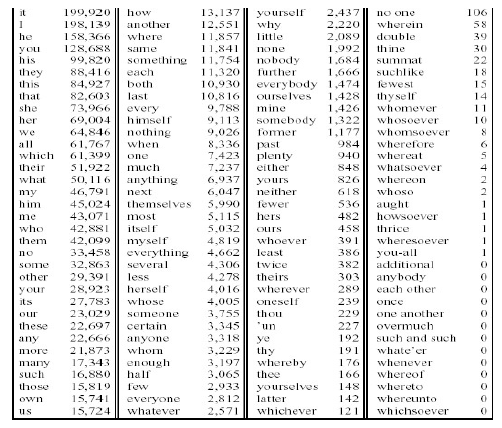 it 199,920 how 13,137 yourself 2,437 no one 106
I 198,139 another 12,551 why 2,220 wherein 58
he 158,366 where 11,857 little 2,089 double 39
you 128,688 same 11,841 none 1,992 thine 30
his 99,820 something 11,754 nobody 1,684 summat 22
they 88,416 each 11,320 further 1,666 suchlike 18
this 84,927 both 10,930 everybody 1,474 fewest 15
that 82,603 last 10,816 ourselves 1,428 thyself 14
she 73,966 every 9,788 mine 1,426 whomever 11
her 69,004 himself 9,113 somebody 1,322 whosoever 10
we 64,846 nothing 9,026 former 1,177 whomsoever 8
all 61,767 when 8,336 past 984 wherefore 6
which 61,399 one 7,423 plenty 940 whereat 5
their 51,922 much 7,237 either 848 whatsoever 4
what 50,116 anything 6,937 yours 826 whereon 2
my 46,791 next 6,047 neither 618 whoso 2
him 45,024 themselves 5,990 fewer 536 aught 1
me 43,071 most 5,115 hers 482 howsoever 1
who 42,881 itself 5,032 ours 458 thrice 1
them 42,099 myself 4,819 whoever 391 wheresoever 1
no 33,458 everything 4,662 least 386 you-all 1
some 32,863 several 4,306 twice 382 additional 0
other 29,391 less 4,278 theirs 303 anybody 0
your 28,923 herself 4,016 wherever 289 each other 0
its 27,783 whose 4,005 oneself 239 once 0
our 23,029 someone 3,755 thou 229 one another 0
these 22,697 certain 3,345 'un 227 overmuch 0
any 22,666 anyone 3,318 ye 192 such and such 0
more 21,873 whom 3,229 thy 191 whate'er 0
many 17,343 enough 3,197 whereby 176 whenever 0
such 16,880 half 3,065 thee 166 whereof 0
those 15,819 few 2,933 yourselves 148 whereto 0
own 15,741 everyone 2,812 latter 142 whereunto 0
us 15,724 whatever 2,571 whichever 121 whichsoever 0